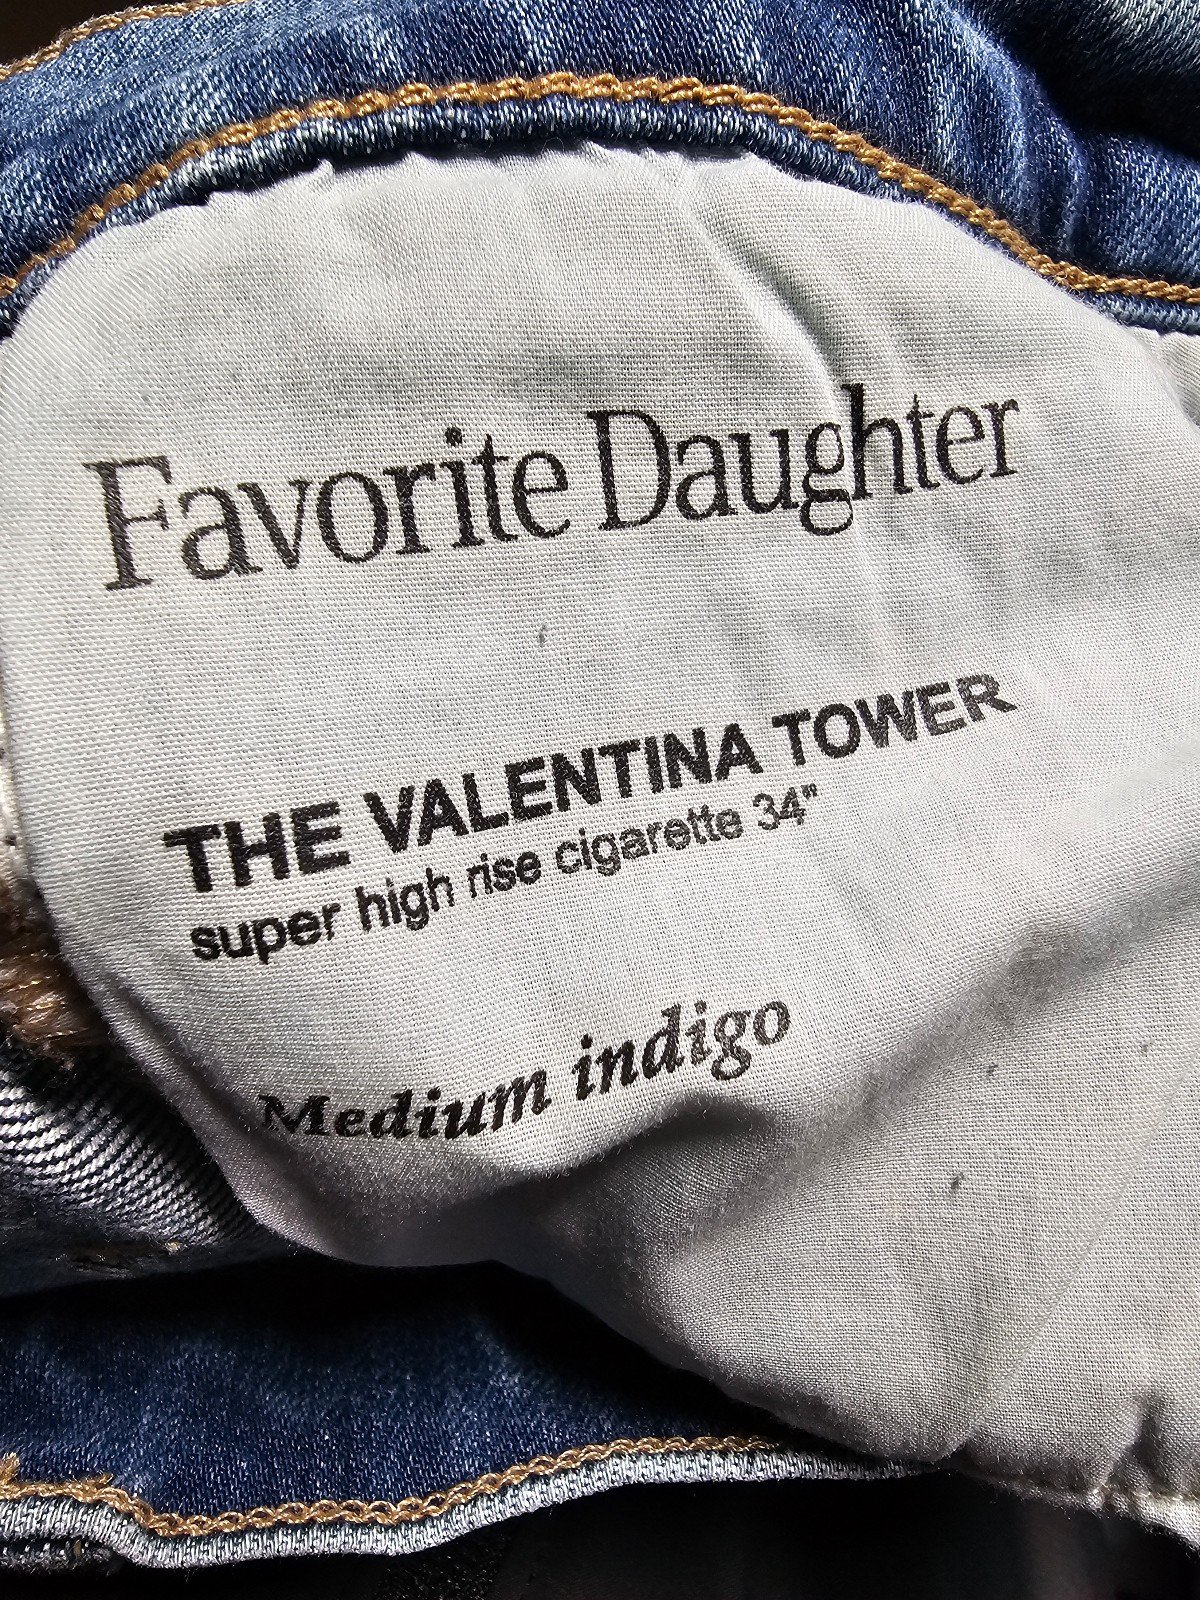 Favorite Daughter
THE VALENTINA TOWER
super high rise cigarette 34"
Medium indigo